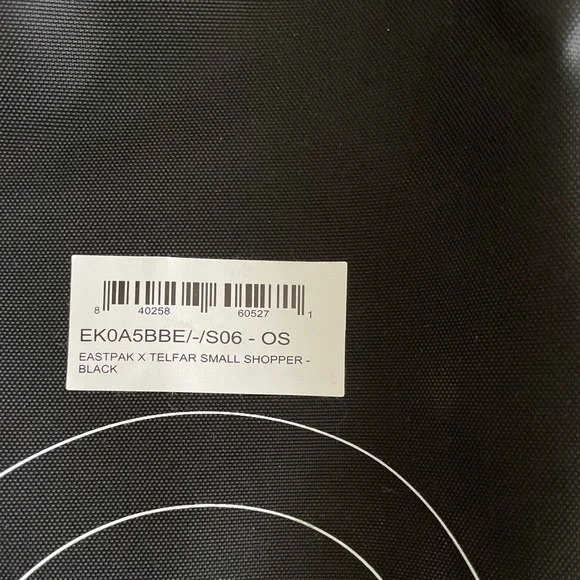 8 40258 60527 1
EK0A5BBE/-/S06 - OS
EASTPAK X TELFAR SMALL SHOPPER -
BLACK